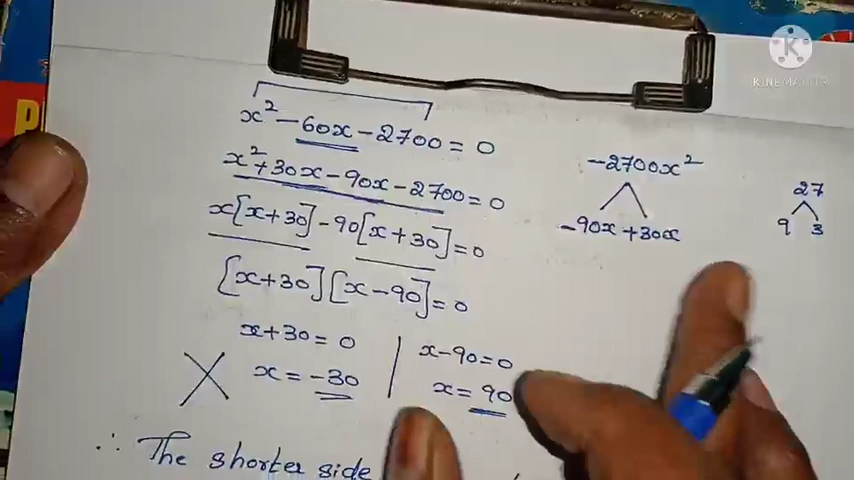 KINEMASTER
x² - 60x - 2700 = 0
x² + 30x - 90x - 2700 = 0
x[x+30] - 90[x+30] = 0
[x+30][x-90] = 0
x+30 = 0
x = -30
x-90 = 0
x = 90
∴ The shorter side
-2700x²
-90x +30x
27
9 3